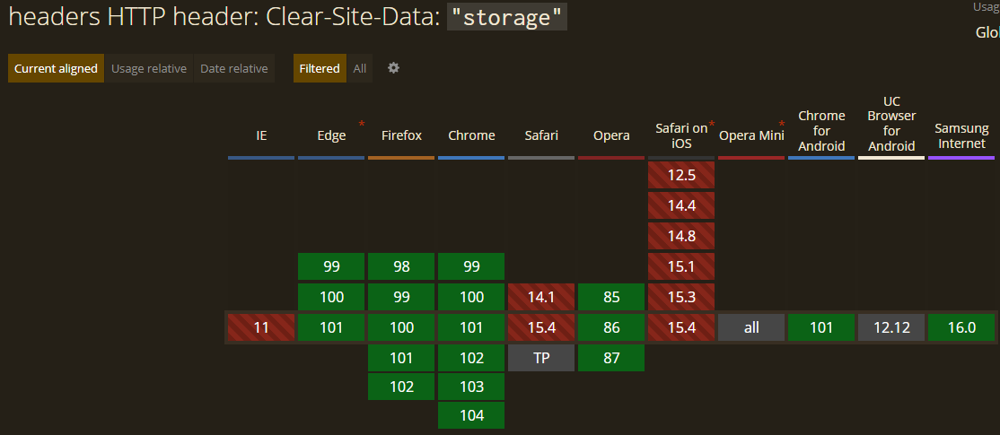 headers HTTP header: Clear-Site-Data: "storage"
Usag
Glo
Current aligned Usage relative Date relative Filtered All
IE Edge * Firefox Chrome Safari Opera Safari on iOS * Opera Mini * Chrome for Android UC Browser for Android Samsung Internet
12.5
14.4
14.8
99 98 99 15.1
100 99 100 14.1 85 15.3
11 101 100 101 15.4 86 15.4 all 101 12.12 16.0
101 102 TP 87
102 103
104